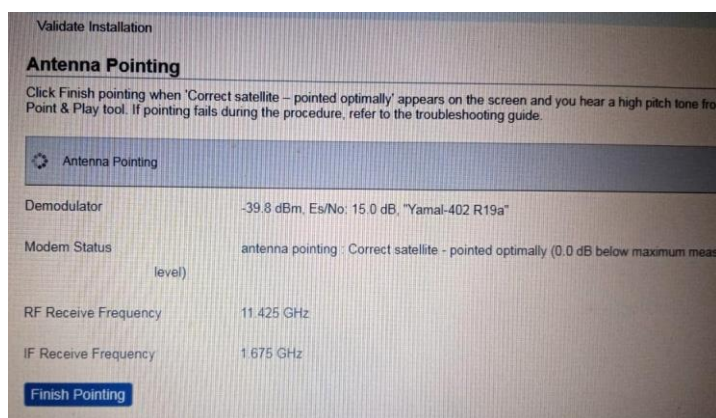 Validate Installation
Antenna Pointing
Click Finish pointing when 'Correct satellite – pointed optimally' appears on the screen and you hear a high pitch tone fro
Point & Play tool. If pointing fails during the procedure, refer to the troubleshooting guide.
Antenna Pointing
Demodulator -39.8 dBm, Es/No: 15.0 dB, "Yamal-402 R19a"
Modem Status antenna pointing : Correct satellite - pointed optimally (0.0 dB below maximum meas
level)
RF Receive Frequency 11.425 GHz
IF Receive Frequency 1.675 GHz
Finish Pointing